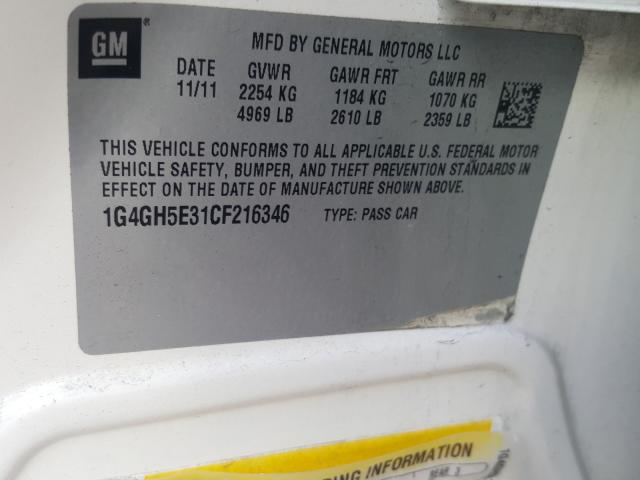 GM
MFD BY GENERAL MOTORS LLC
DATE GVWR GAWR FRT GAWR RR
11/11 2254 KG 1184 KG 1070 KG
4969 LB 2610 LB 2359 LB
THIS VEHICLE CONFORMS TO ALL APPLICABLE U.S. FEDERAL MOTOR
VEHICLE SAFETY, BUMPER, AND THEFT PREVENTION STANDARDS IN
EFFECT ON THE DATE OF MANUFACTURE SHOWN ABOVE.
1G4GH5E31CF216346 TYPE: PASS CAR
INFORMATION
REAR